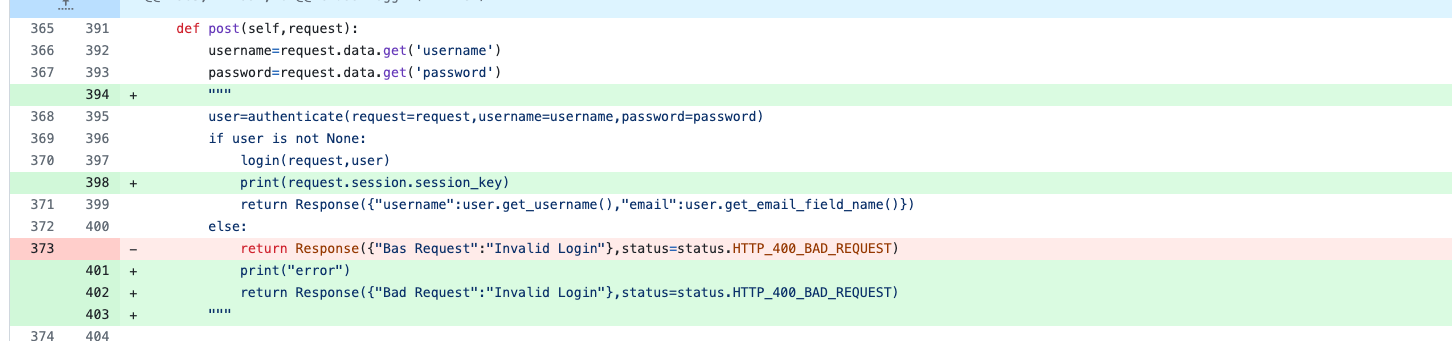 365 391 def post(self,request):
366 392 username=request.data.get('username')
367 393 password=request.data.get('password')
394 + """
368 395 user=authenticate(request=request,username=username,password=password)
369 396 if user is not None:
370 397 login(request,user)
398 + print(request.session.session_key)
371 399 return Response({"username":user.get_username(),"email":user.get_email_field_name()})
372 400 else:
373 - return Response({"Bas Request":"Invalid Login"},status=status.HTTP_400_BAD_REQUEST)
401 + print("error")
402 + return Response({"Bad Request":"Invalid Login"},status=status.HTTP_400_BAD_REQUEST)
403 + """
374 404